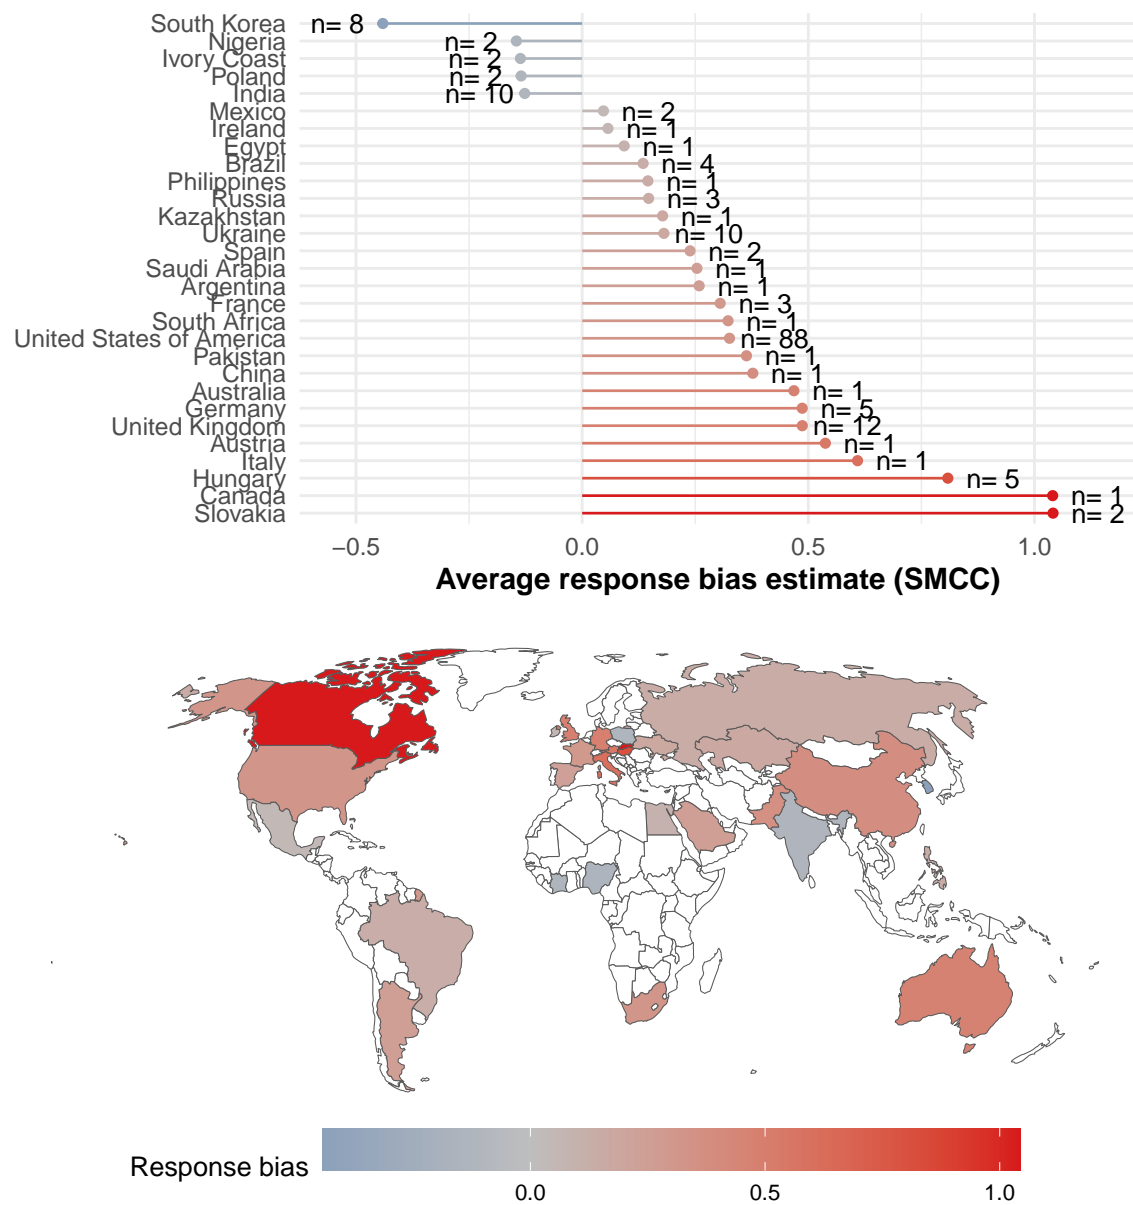 South Korea n= 8
Nigeria n= 2
Ivory Coast n= 2
Poland n= 2
India n= 10
Mexico n= 2
Ireland n= 1
Egypt n= 1
Brazil n= 4
Philippines n= 1
Russia n= 3
Kazakhstan n= 1
Ukraine n= 10
Spain n= 2
Saudi Arabia n= 1
Argentina n= 1
France n= 3
South Africa n= 1
United States of America n= 88
Pakistan n= 1
China n= 1
Australia n= 1
Germany n= 5
United Kingdom n= 12
Austria n= 1
Italy n= 1
Hungary n= 5
Canada n= 1
Slovakia n= 2
−0.5 0.0 0.5 1.0
Average response bias estimate (SMCC)
Response bias
0.0 0.5 1.0